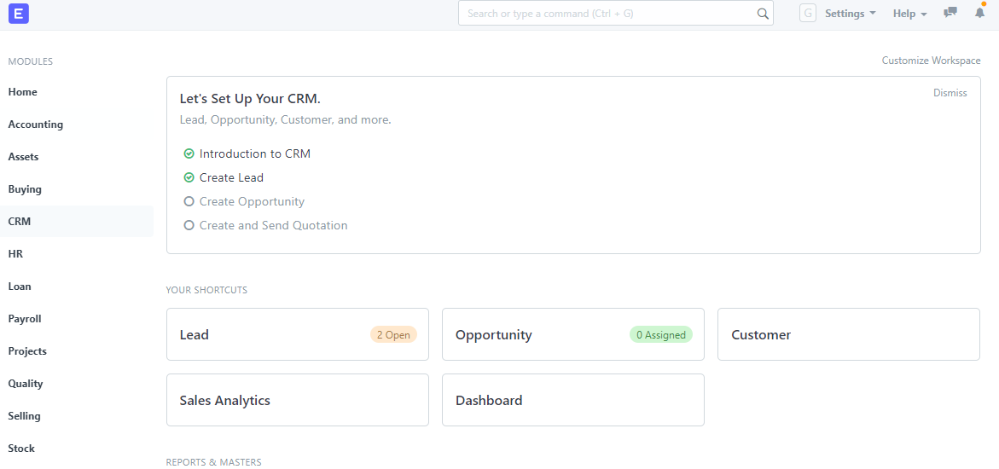 E
Search or type a command (Ctrl + G)
G
Settings
Help
MODULES
Customize Workspace
Home
Accounting
Assets
Buying
CRM
HR
Loan
Payroll
Projects
Quality
Selling
Stock
Let's Set Up Your CRM.
Dismiss
Lead, Opportunity, Customer, and more.
Introduction to CRM
Create Lead
Create Opportunity
Create and Send Quotation
YOUR SHORTCUTS
Lead
2 Open
Opportunity
0 Assigned
Customer
Sales Analytics
Dashboard
REPORTS & MASTERS